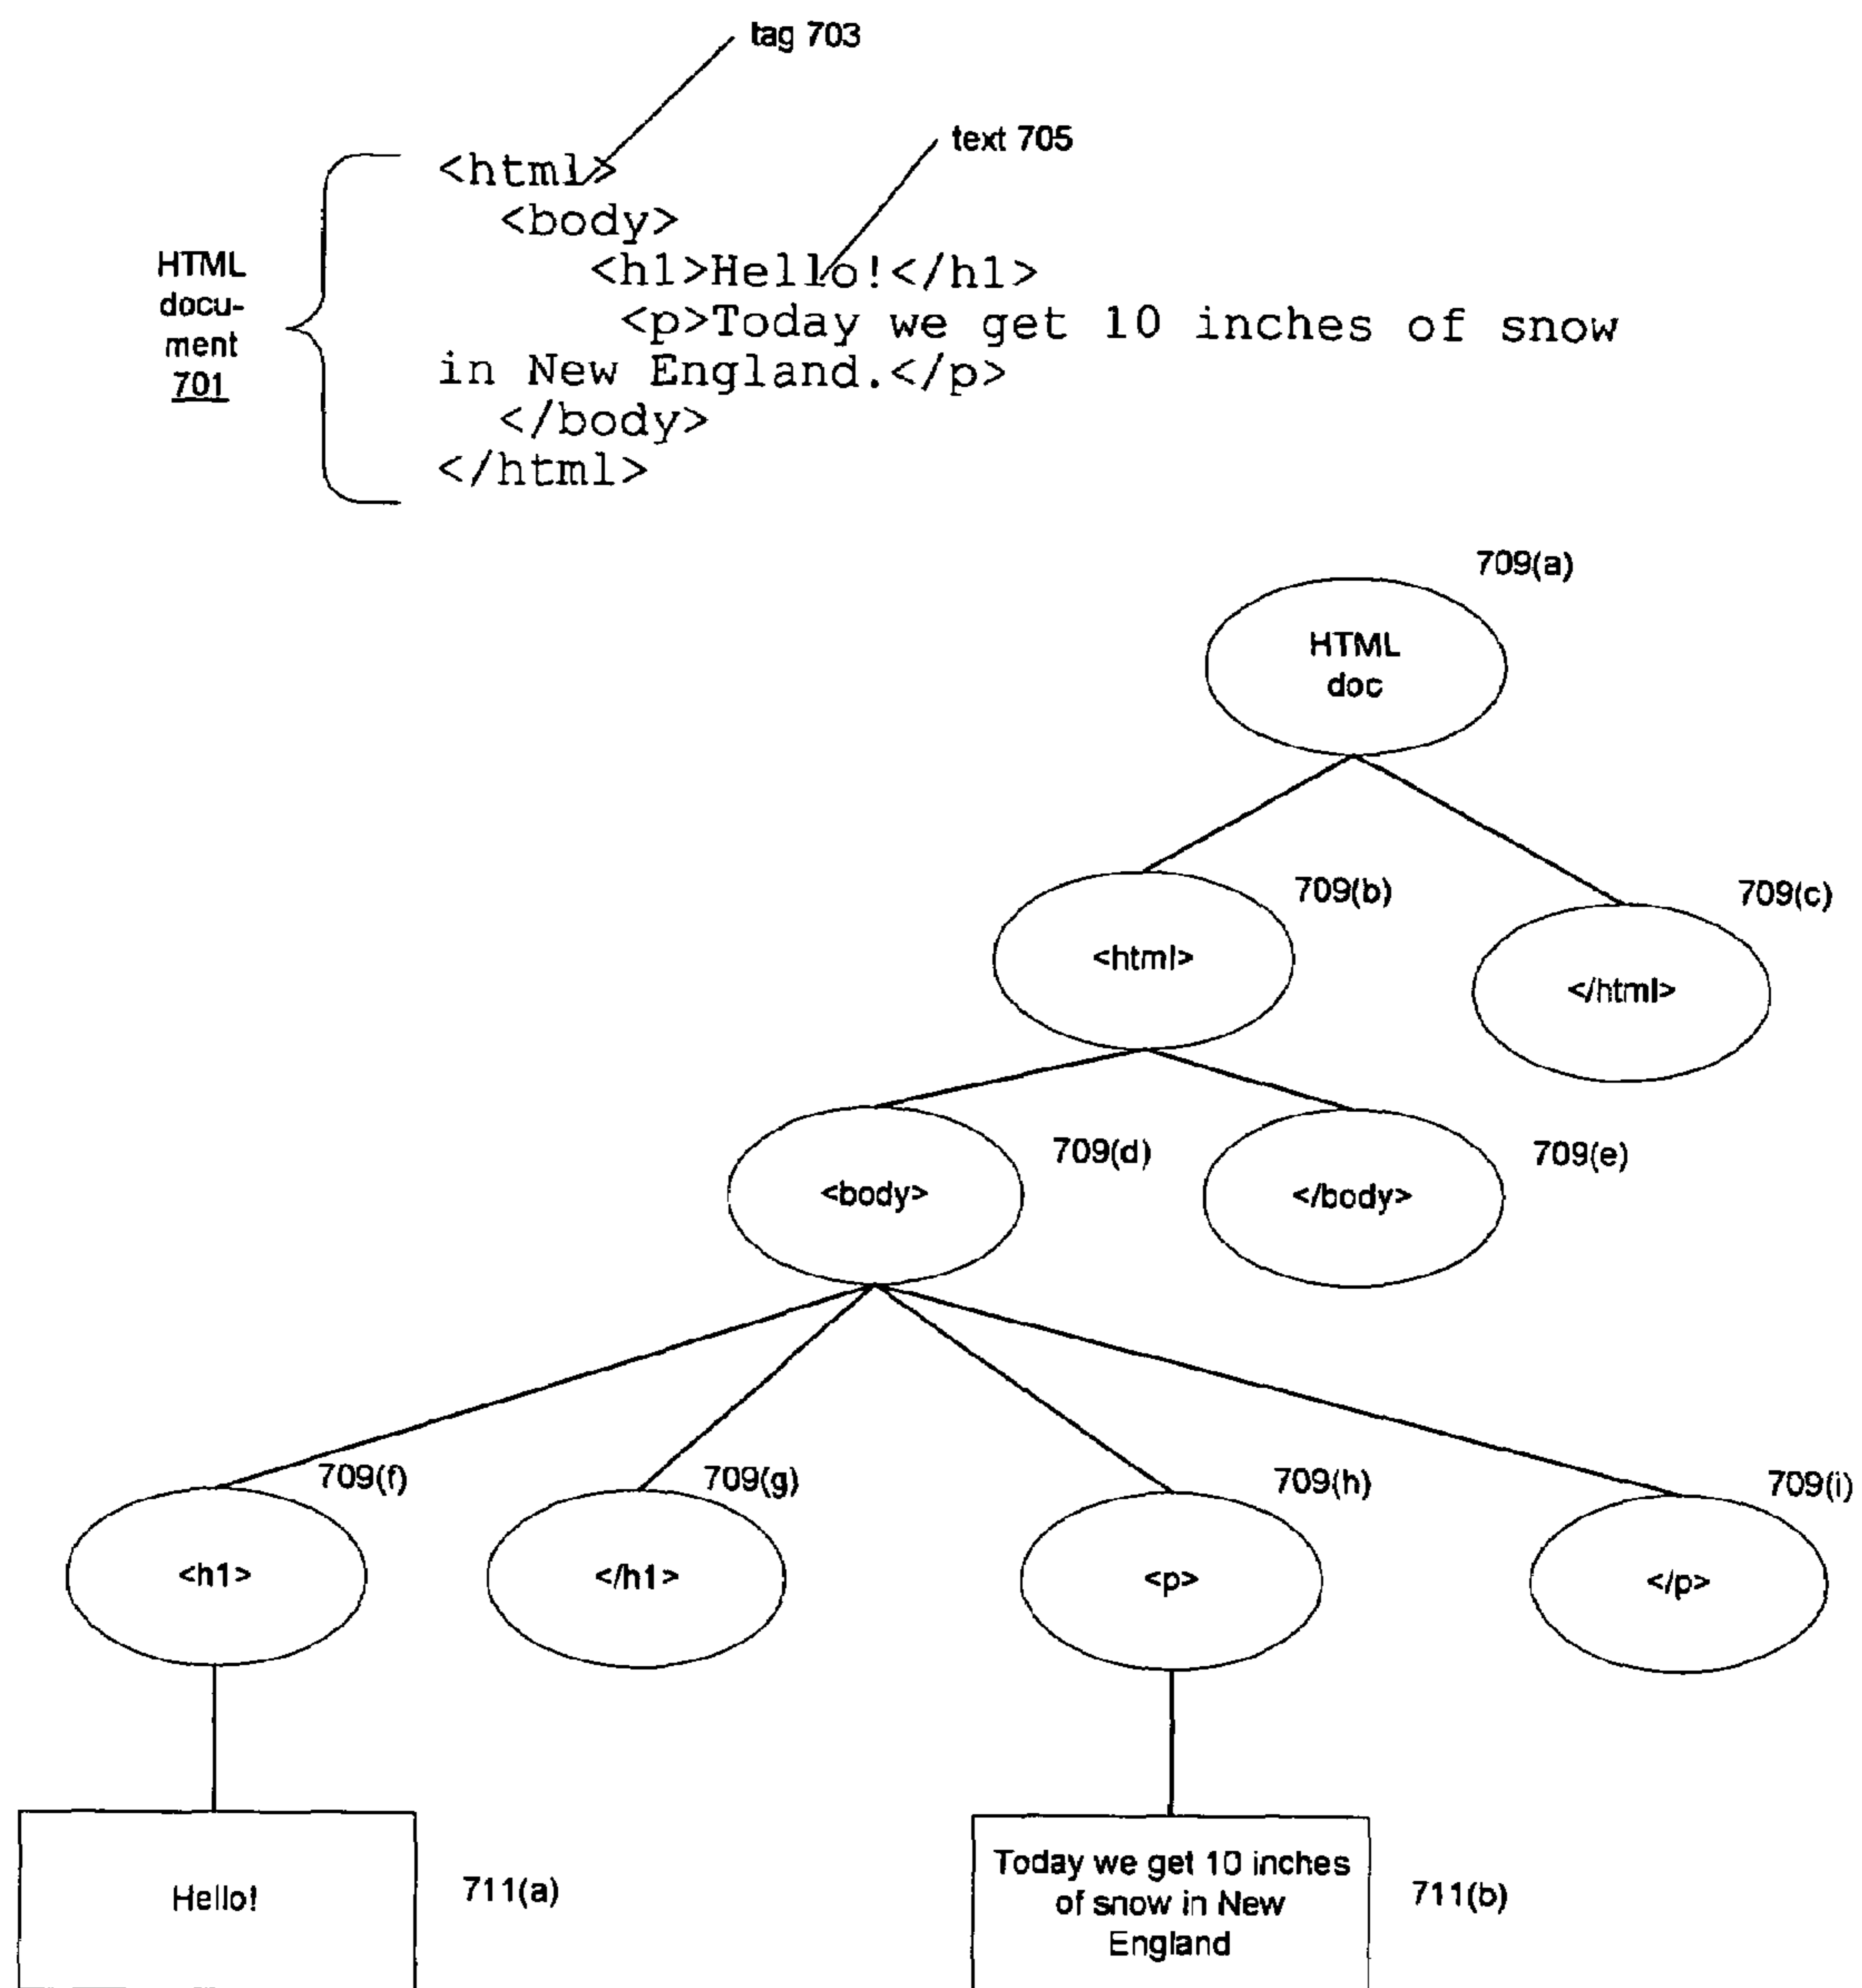 tag 703
text 705
<html>
<body>
<h1>Hello!</h1>
<p>Today we get 10 inches of snow
in New England.</p>
</body>
</html>
HTML
docu-
ment
701
709(a)
HTML
doc
709(b)
<html>
709(c)
</html>
709(d)
<body>
709(e)
</body>
709(f)
<h1>
709(g)
</h1>
709(h)
<p>
709(i)
</p>
Hello!
711(a)
Today we get 10 inches
of snow in New
England
711(b)